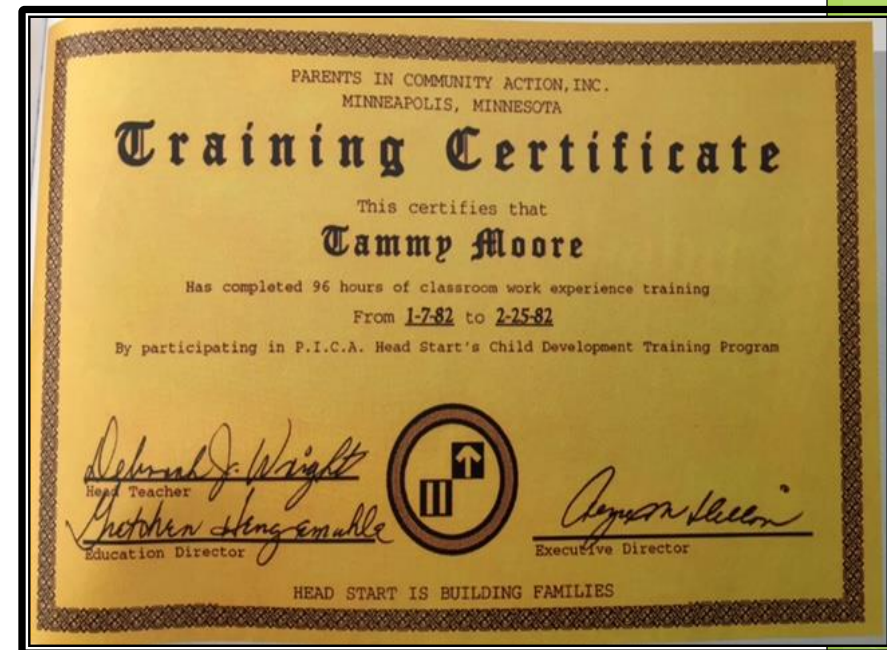 PARENTS IN COMMUNITY ACTION, INC.
MINNEAPOLIS, MINNESOTA
Training Certificate
This certifies that
Tammy Moore
Has completed 96 hours of classroom work experience training
From 1-7-82 to 2-25-82
By participating in P.I.C.A. Head Start's Child Development Training Program
Deborah J. Wright
Head Teacher
Gretchen
Education Director
Executive Director
HEAD START IS BUILDING FAMILIES